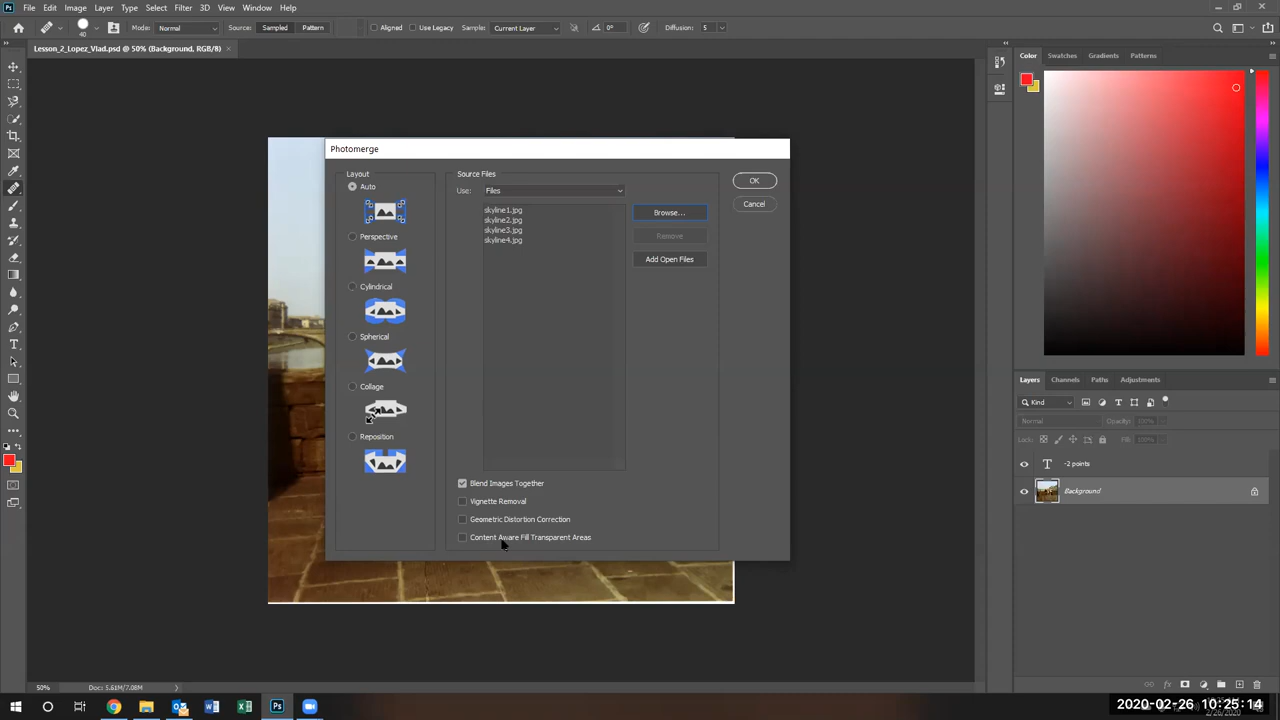 Ps File Edit Image Layer Type Select Filter 3D View Window Help
40 Mode: Normal Source: Sampled Pattern Aligned Use Legacy Sample: Current Layer 0° Diffusion: 5
Lesson_2_Lopez_Vlad.psd @ 50% (Background, RGB/8) ×
Color Swatches Gradients Patterns
Photomerge
Layout
Auto
Perspective
Cylindrical
Spherical
Collage
Reposition
Source Files
Use: Files
skyline1.jpg
skyline2.jpg
skyline3.jpg
skyline4.jpg
Browse...
Remove
Add Open Files
OK
Cancel
Blend Images Together
Vignette Removal
Geometric Distortion Correction
Content Aware Fill Transparent Areas
Layers Channels Paths Adjustments
Kind
Normal Opacity: 100%
Lock: Fill: 100%
-2 points
Background
50% Doc: 5.61M/7.08M
2020-02-26 10:25:14